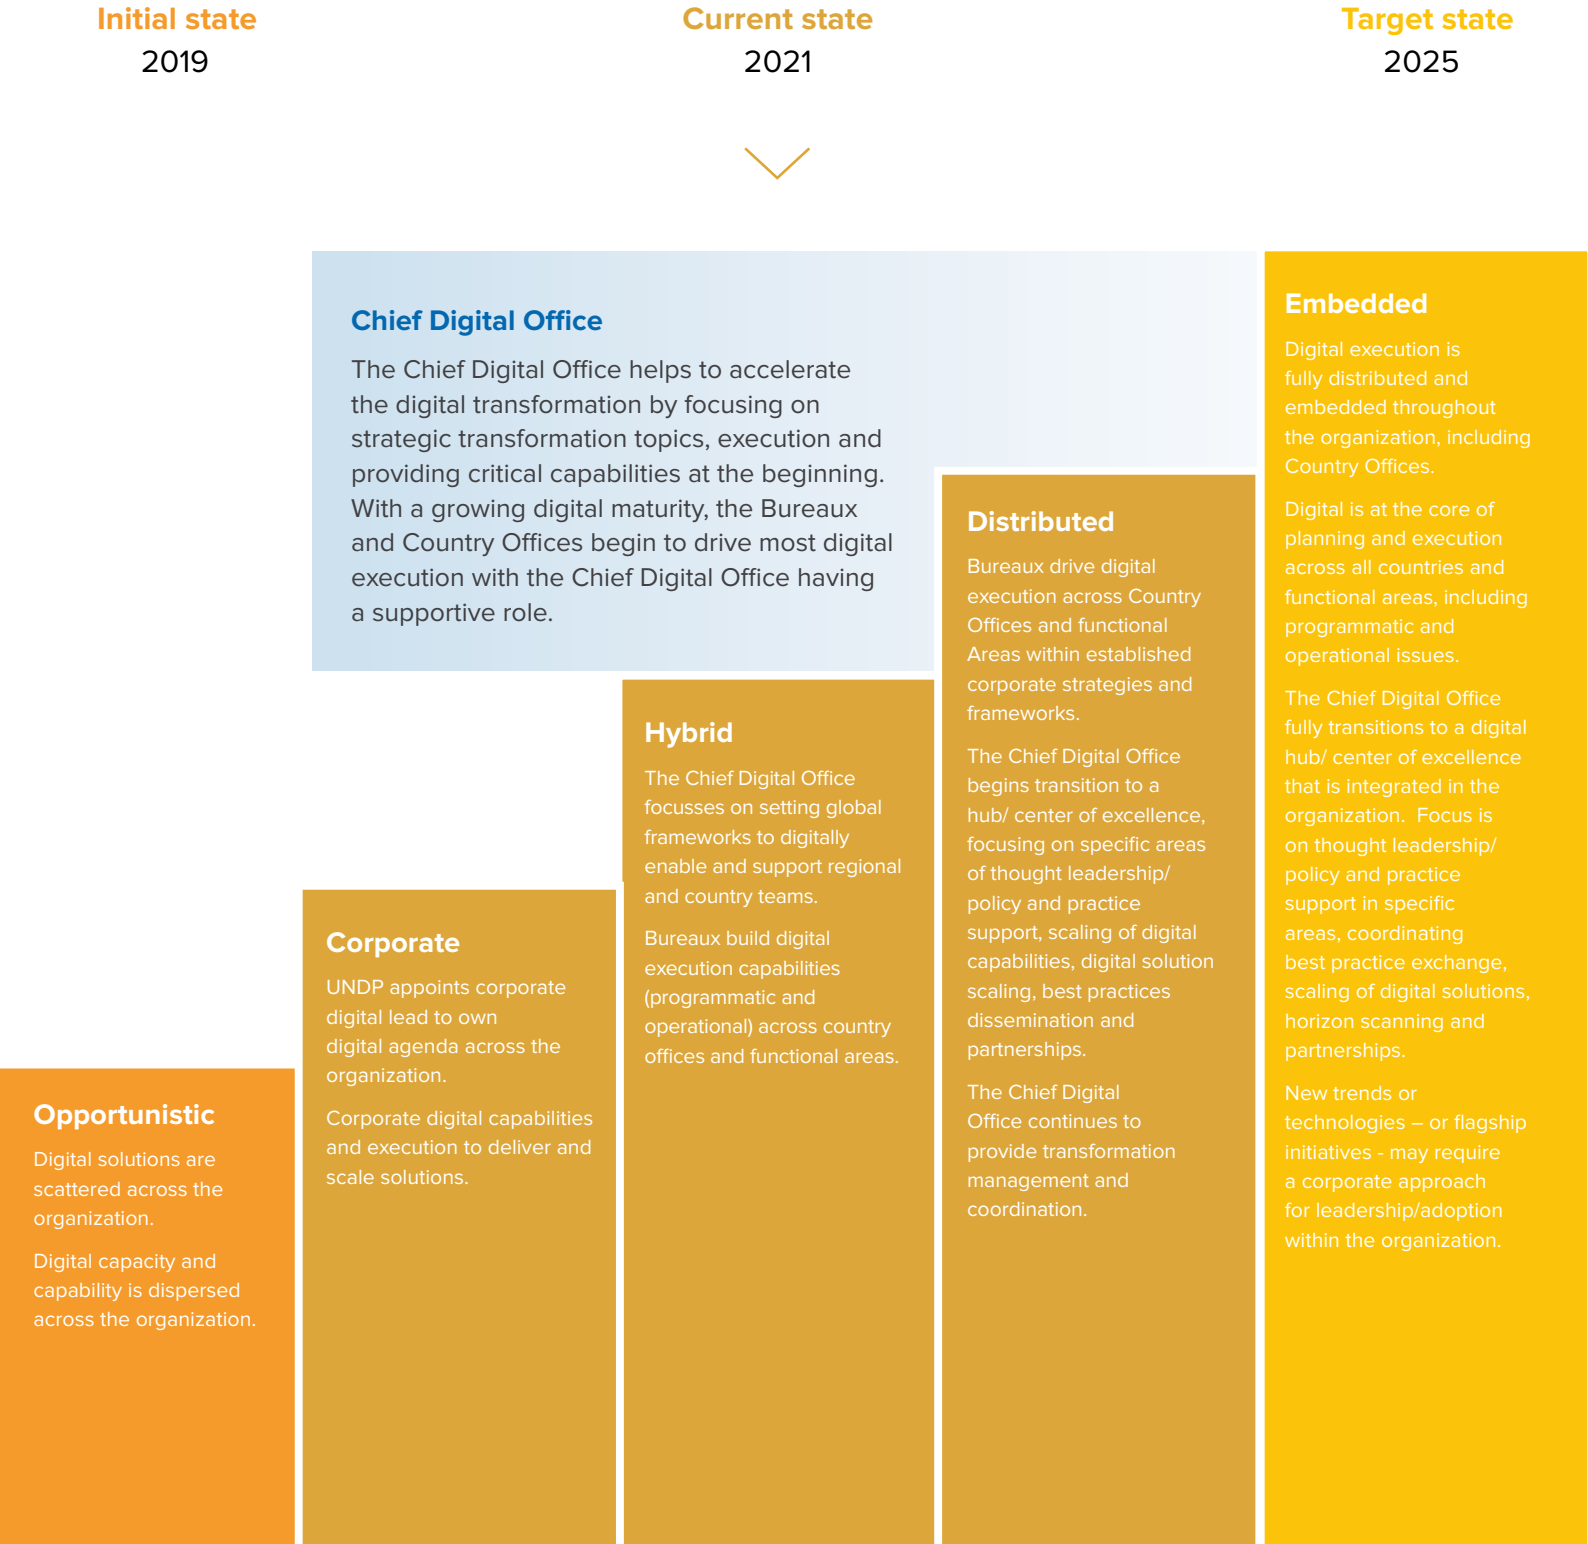 Initial state
2019
Current state
2021
Target state
2025
Chief Digital Office
The Chief Digital Office helps to accelerate
the digital transformation by focusing on
strategic transformation topics, execution and
providing critical capabilities at the beginning.
With a growing digital maturity, the Bureaux
and Country Offices begin to drive most digital
execution with the Chief Digital Office having
a supportive role.
Opportunistic
Digital solutions are
scattered across the
organization.
Digital capacity and
capability is dispersed
across the organization.
Corporate
UNDP appoints corporate
digital lead to own
digital agenda across the
organization.
Corporate digital capabilities
and execution to deliver and
scale solutions.
Hybrid
The Chief Digital Office
focusses on setting global
frameworks to digitally
enable and support regional
and country teams.
Bureaux build digital
execution capabilities
(programmatic and
operational) across country
offices and functional areas.
Distributed
Bureaux drive digital
execution across Country
Offices and functional
Areas within established
corporate strategies and
frameworks.
The Chief Digital Office
begins transition to a
hub/ center of excellence,
focusing on specific areas
of thought leadership/
policy and practice
support, scaling of digital
capabilities, digital solution
scaling, best practices
dissemination and
partnerships.
The Chief Digital
Office continues to
provide transformation
management and
coordination.
Embedded
Digital execution is
fully distributed and
embedded throughout
the organization, including
Country Offices.
Digital is at the core of
planning and execution
across all countries and
functional areas, including
programmatic and
operational issues.
The Chief Digital Office
fully transitions to a digital
hub/ center of excellence
that is integrated in the
organization.  Focus is
on thought leadership/
policy and practice
support in specific
areas, coordinating
best practice exchange,
scaling of digital solutions,
horizon scanning and
partnerships.
New trends or
technologies – or flagship
initiatives - may require
a corporate approach
for leadership/adoption
within the organization.